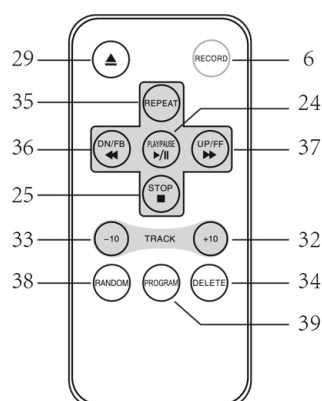 29 RECORD 6
35 REPEAT 24
36 DN/FB PLAY/PAUSE UP/FF 37
25 STOP
33 -10 TRACK +10 32
38 RANDOM PROGRAM DELETE 34
39